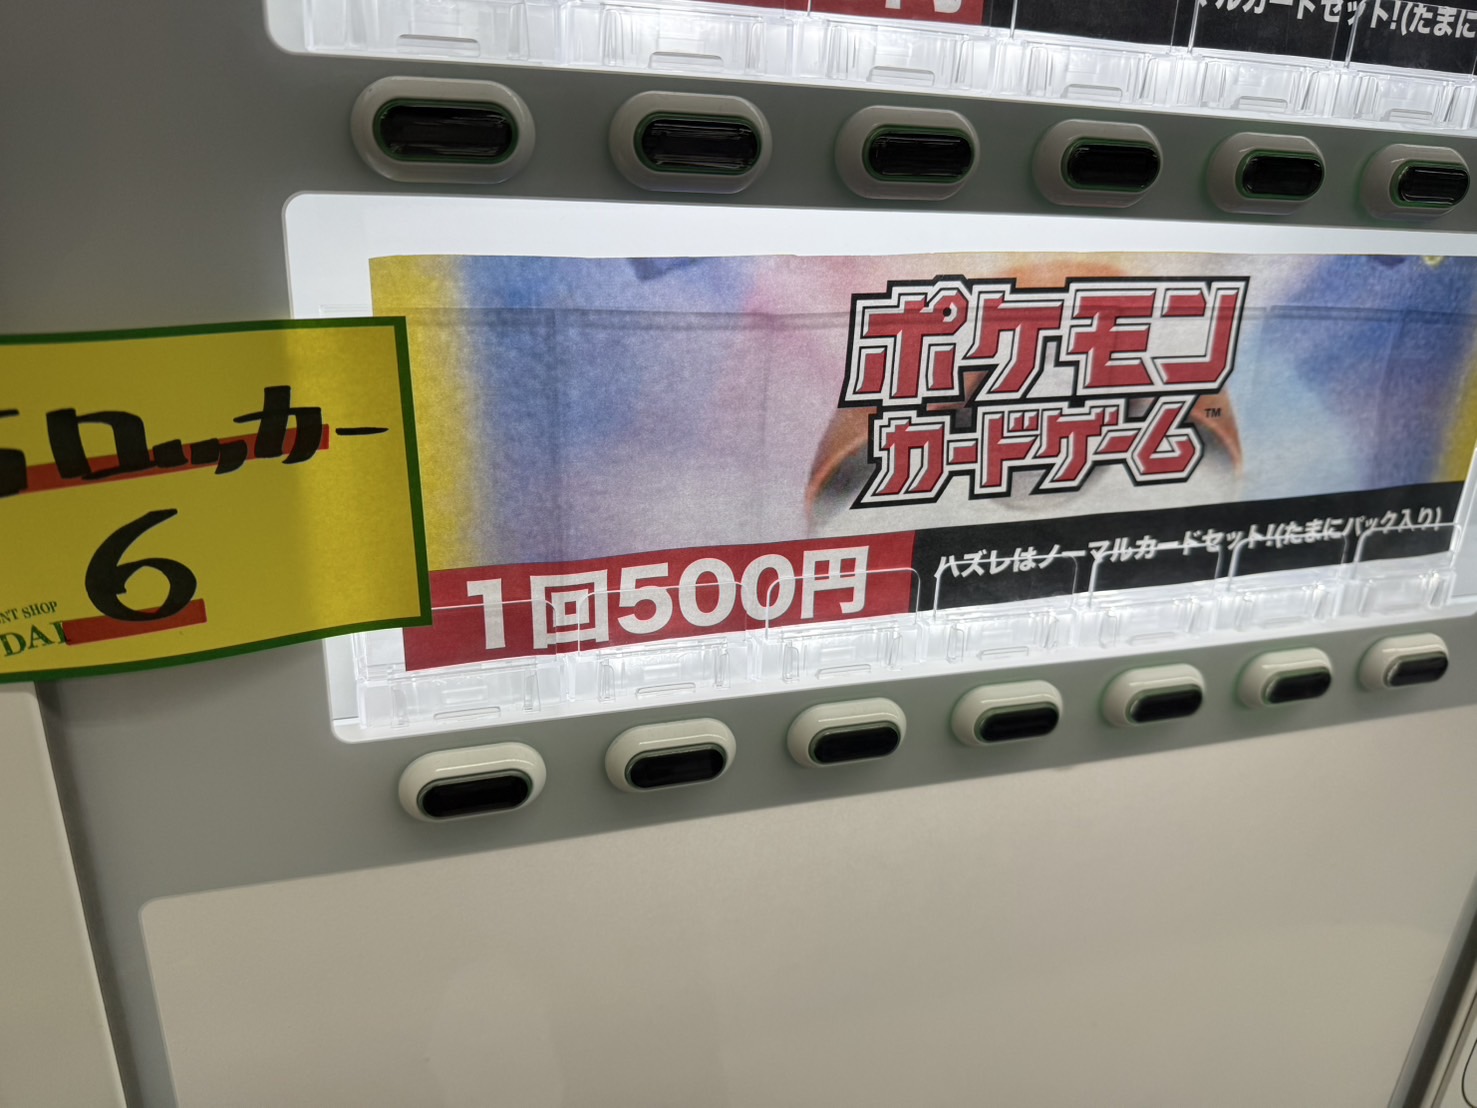 ルカードセット!(たまに
ポケモン
カードゲーム
TM
1回500円
ハズレはノーマルカードセット!(たまにパック入り)
ロッカー
6
NT SHOP
DAI